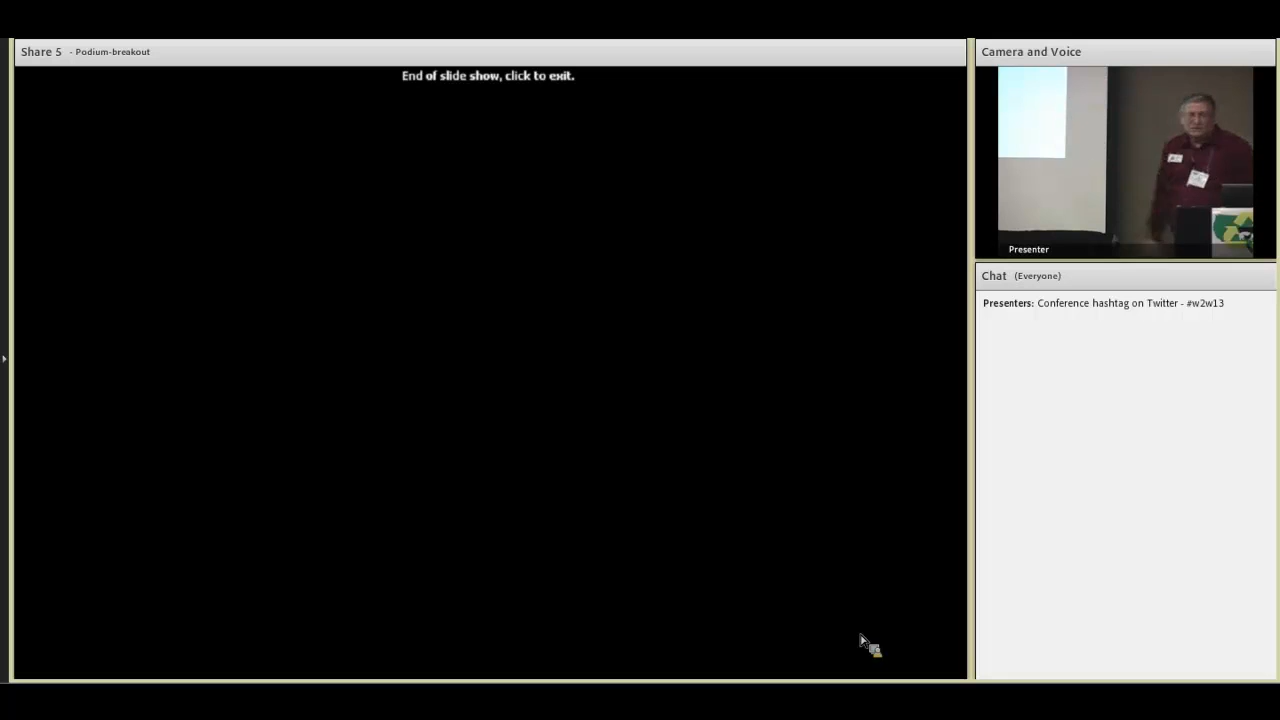 Share 5 - Podium-breakout
End of slide show, click to exit.
Camera and Voice
Presenter
Chat (Everyone)
Presenters: Conference hashtag on Twitter - #w2w13